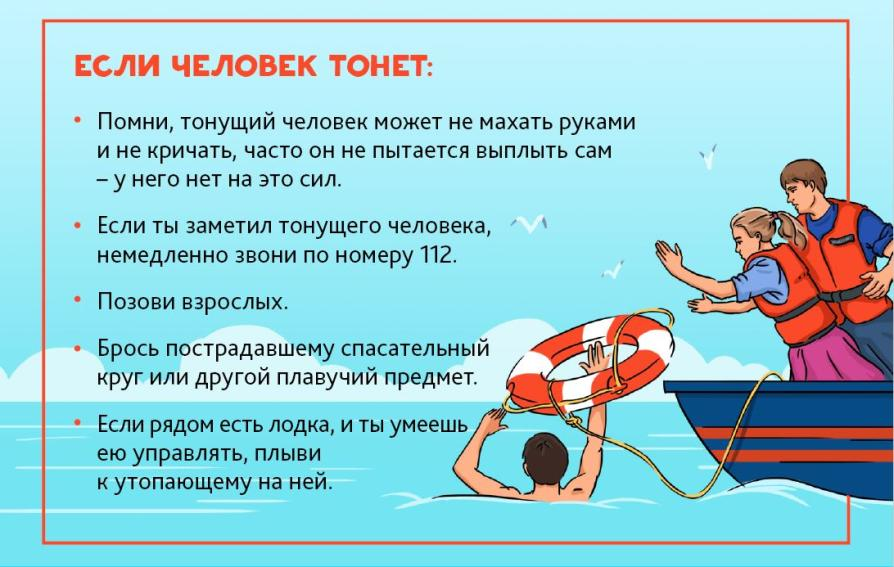 ЕСЛИ ЧЕЛОВЕК ТОНЕТ:
• Помни, тонущий человек может не махать руками
и не кричать, часто он не пытается выплыть сам
– у него нет на это сил.
• Если ты заметил тонущего человека,
немедленно звони по номеру 112.
• Позови взрослых.
• Брось пострадавшему спасательный
круг или другой плавучий предмет.
• Если рядом есть лодка, и ты умеешь
ею управлять, плыви
к утопающему на ней.